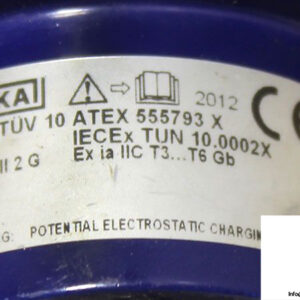 KA
2012
CE
TÜV 10 ATEX 555793 X
IECEx TUN 10.0002X
II 2 G Ex ia IIC T3...T6 Gb
G: POTENTIAL ELECTROSTATIC CHARGIN